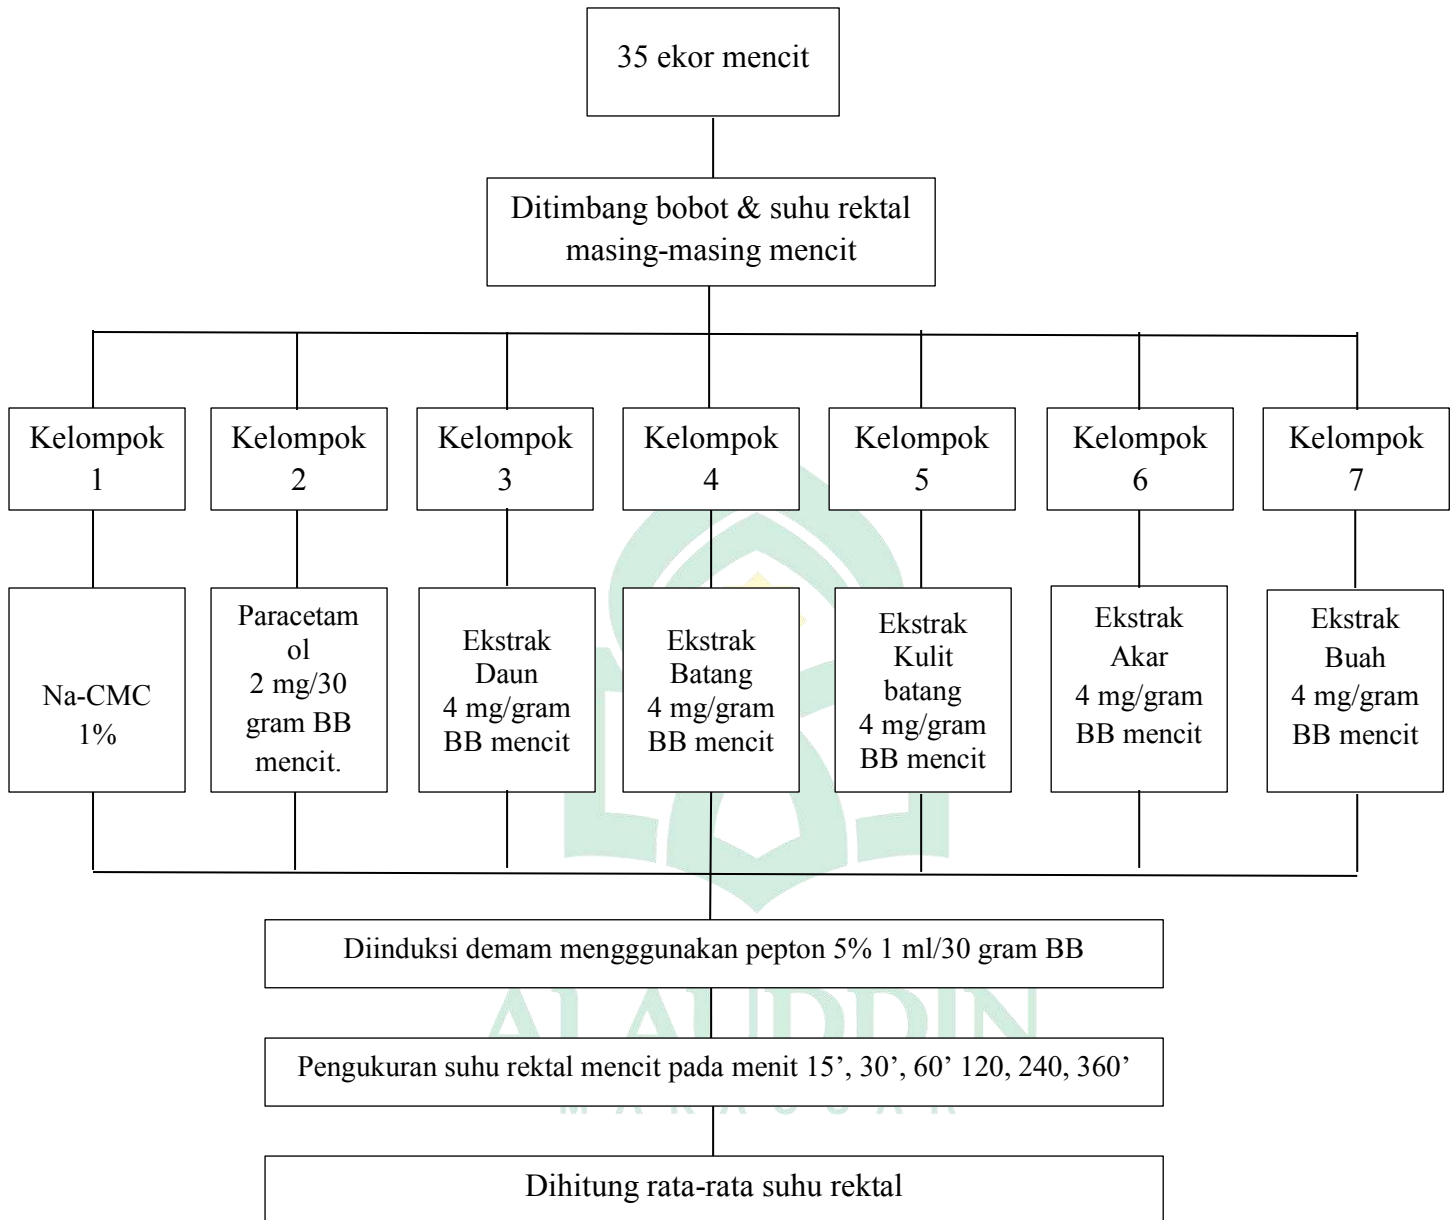 35 ekor mencit
Ditimbang bobot & suhu rektal
masing-masing mencit
Kelompok
1
Kelompok
2
Kelompok
3
Kelompok
4
Kelompok
5
Kelompok
6
Kelompok
7
Na-CMC
1%
Paracetam
ol
2 mg/30
gram BB
mencit.
Ekstrak
Daun
4 mg/gram
BB mencit
Ekstrak
Batang
4 mg/gram
BB mencit
Ekstrak
Kulit
batang
4 mg/gram
BB mencit
Ekstrak
Akar
4 mg/gram
BB mencit
Ekstrak
Buah
4 mg/gram
BB mencit
Diinduksi demam mengggunakan pepton 5% 1 ml/30 gram BB
ALAUDDIN
Pengukuran suhu rektal mencit pada menit 15’, 30’, 60’ 120, 240, 360’
MAKASSAR
Dihitung rata-rata suhu rektal